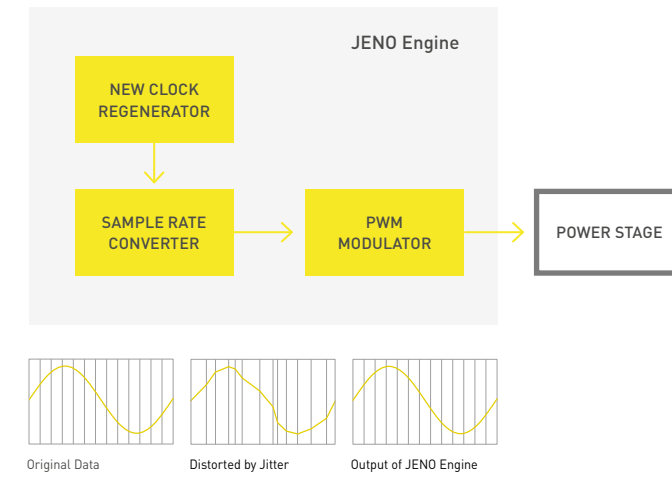 JENO Engine
NEW CLOCK
REGENERATOR
SAMPLE RATE
CONVERTER
PWM
MODULATOR
POWER STAGE
Original Data
Distorted by Jitter
Output of JENO Engine